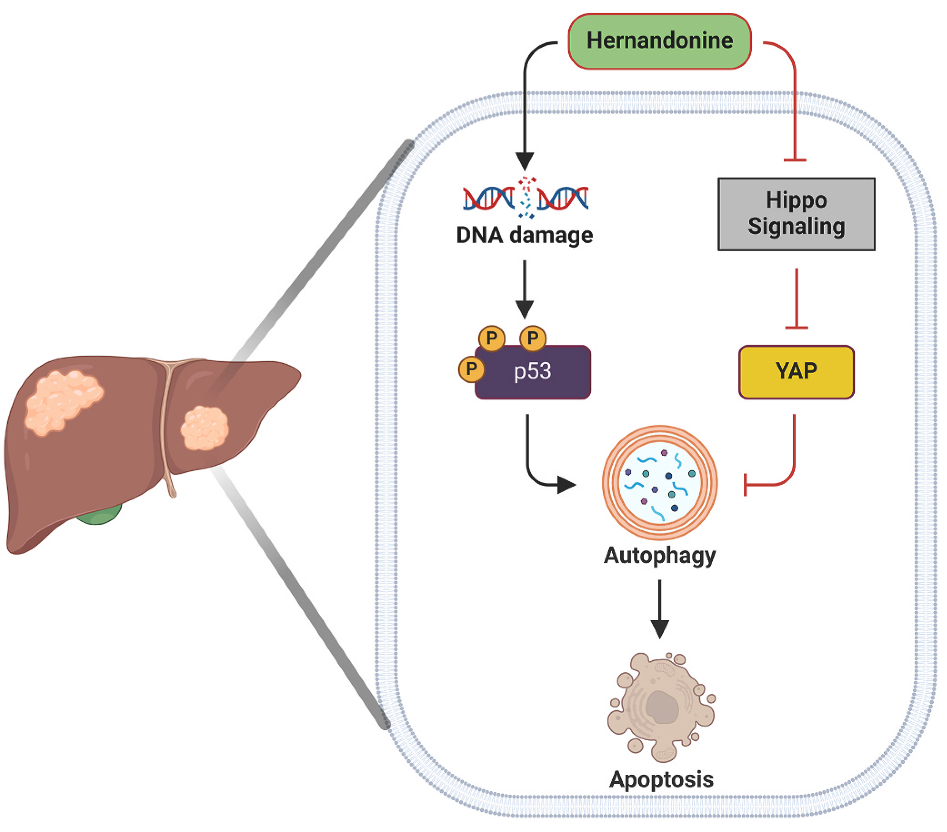 Hernandonine
DNA damage
Hippo
Signaling
P
P
P
p53
YAP
Autophagy
Apoptosis